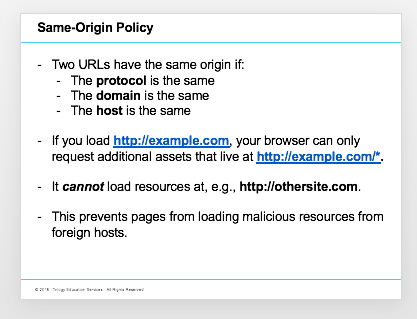 Same-Origin Policy
- Two URLs have the same origin if:
- The protocol is the same
- The domain is the same
- The host is the same
- If you load http://example.com, your browser can only
request additional assets that live at http://example.com/*.
- It cannot load resources at, e.g., http://othersite.com.
- This prevents pages from loading malicious resources from
foreign hosts.
Trilogy Education Services - All Rights Reserved